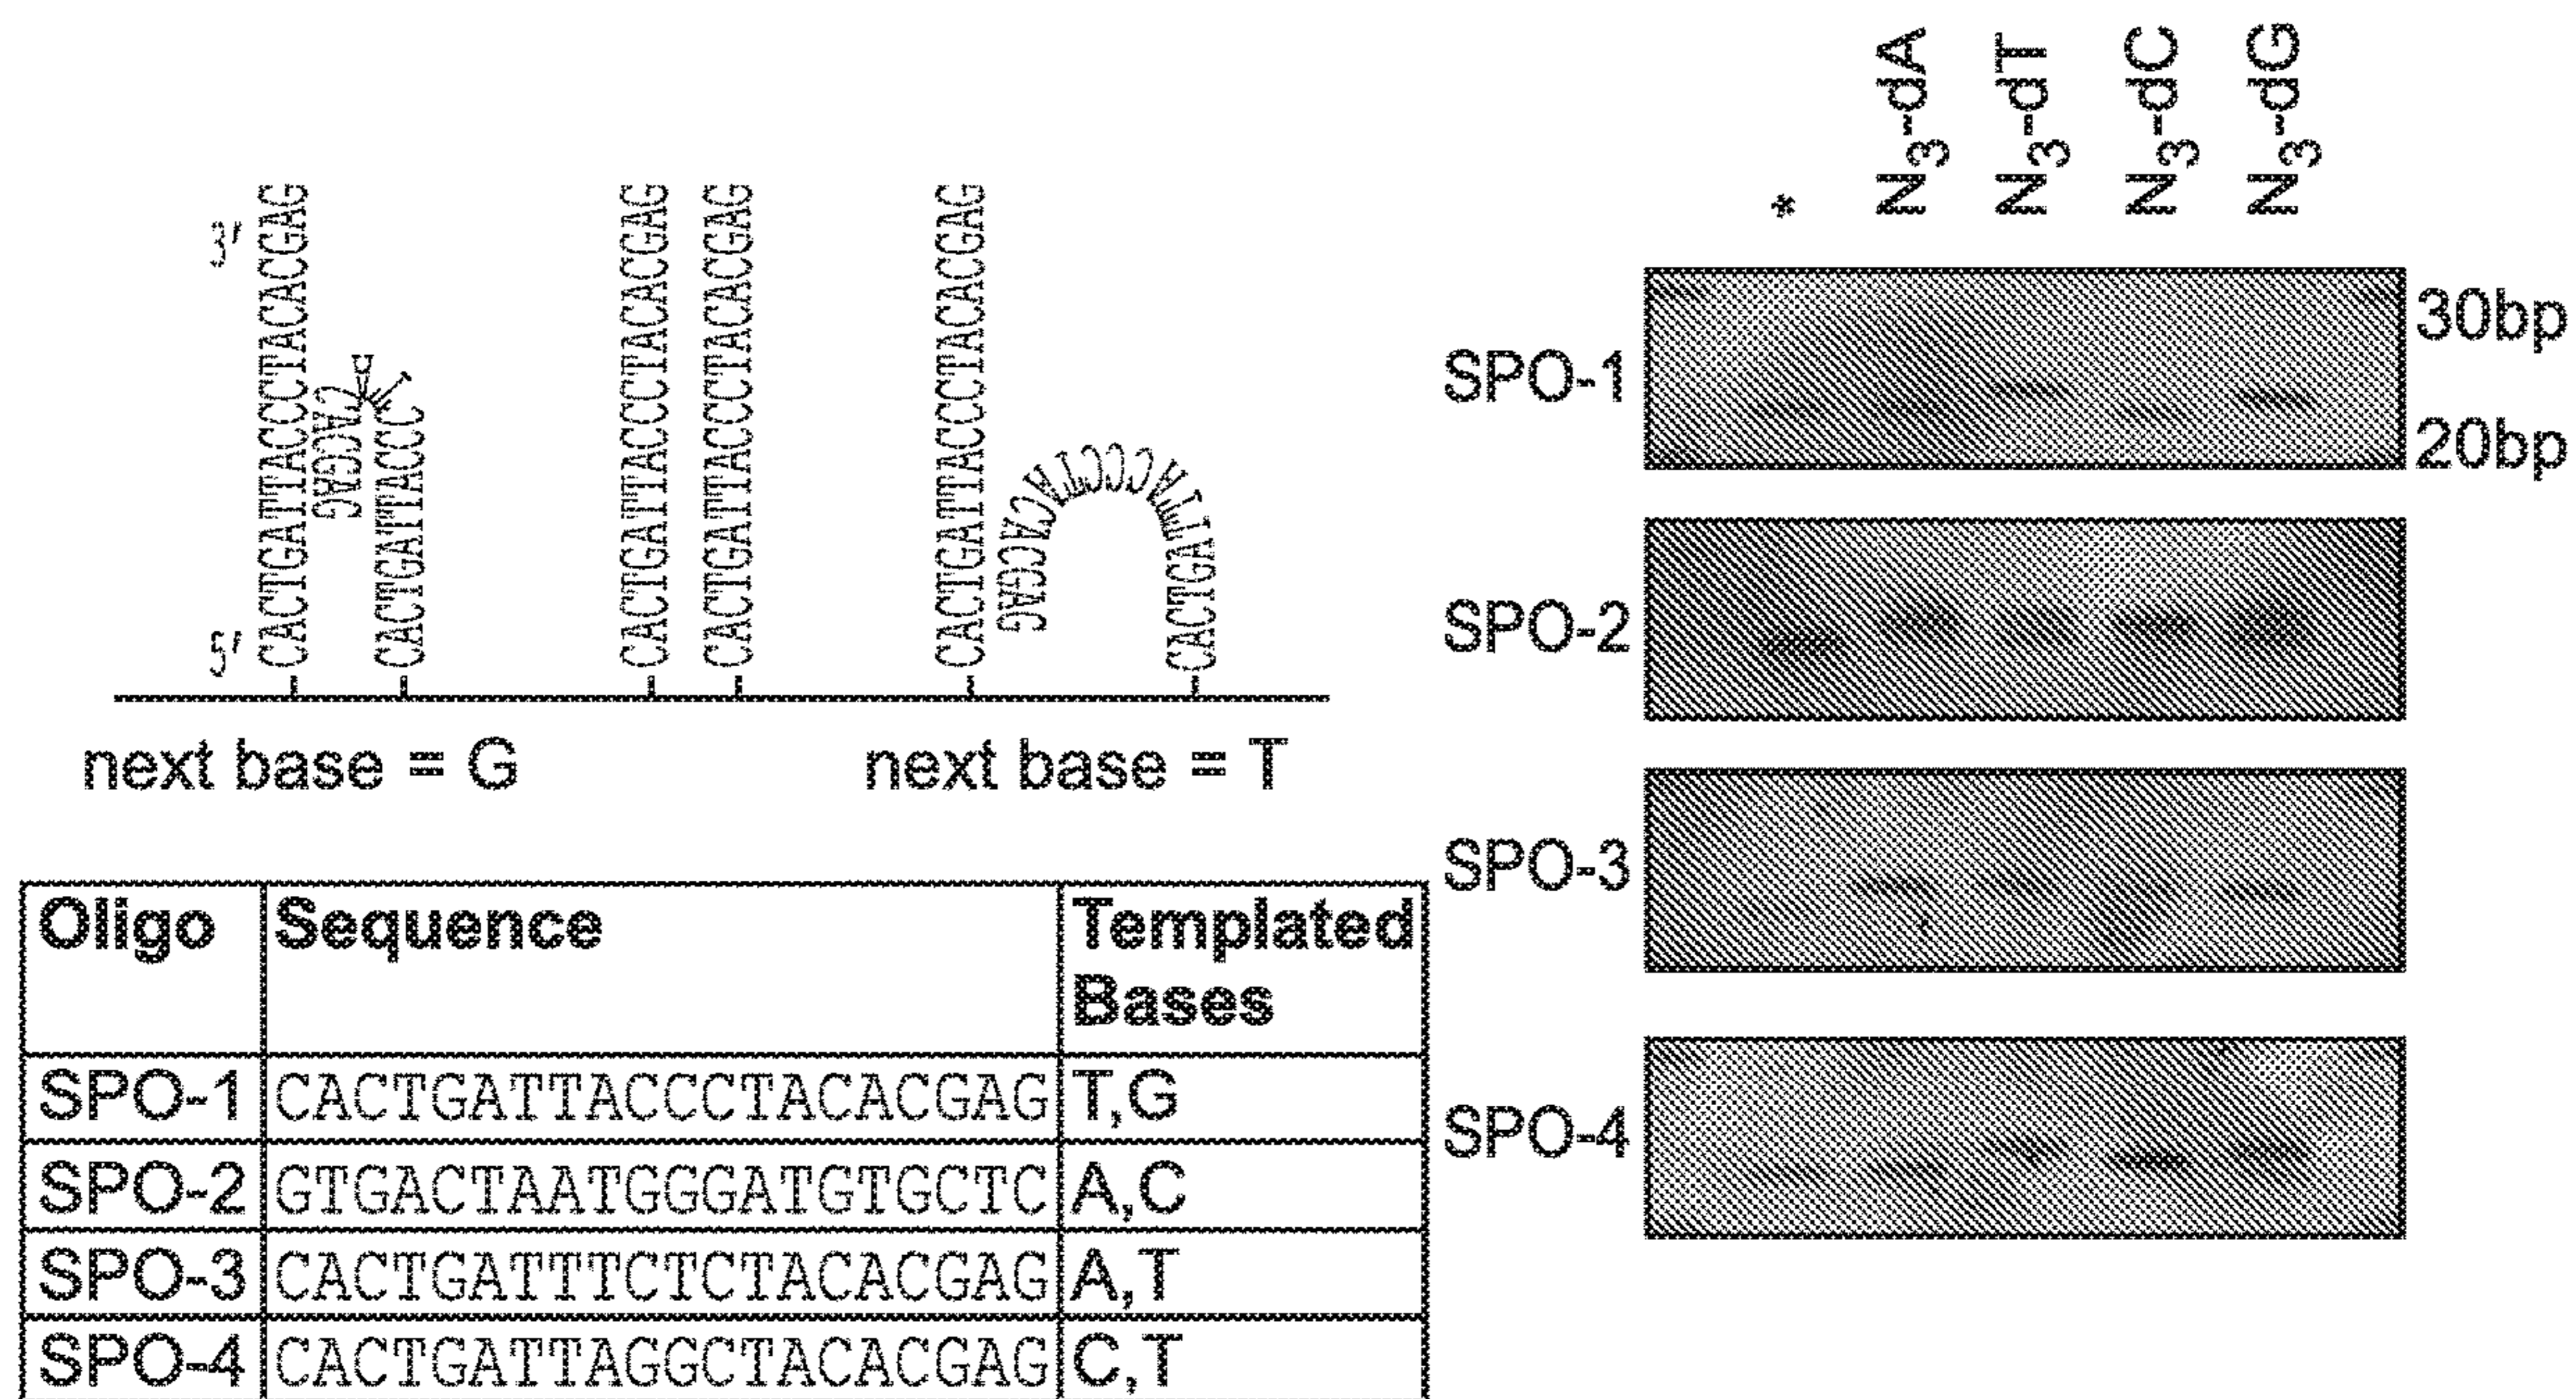 *
N3-dA
N3-dT
N3-dC
N3-dG
3'
5'
CACTGATTACCCTACACGAG
CACGAG
CACTGATTACCC
CACTGATTACCCTACACGAG
CACTGATTACCCTACACGAG
CACTGATTACCCTACACGAG
CACTGATTACCCTACACGAG
next base = G
next base = T
SPO-1
30bp
20bp
SPO-2
SPO-3
SPO-4
Oligo Sequence Templated Bases
SPO-1 CACTGATTACCCTACACGAG T,G
SPO-2 GTGACTAATGGGATGTGCTC A,C
SPO-3 CACTGATTTCTCTACACGAG A,T
SPO-4 CACTGATTAGGCTACACGAG C,T